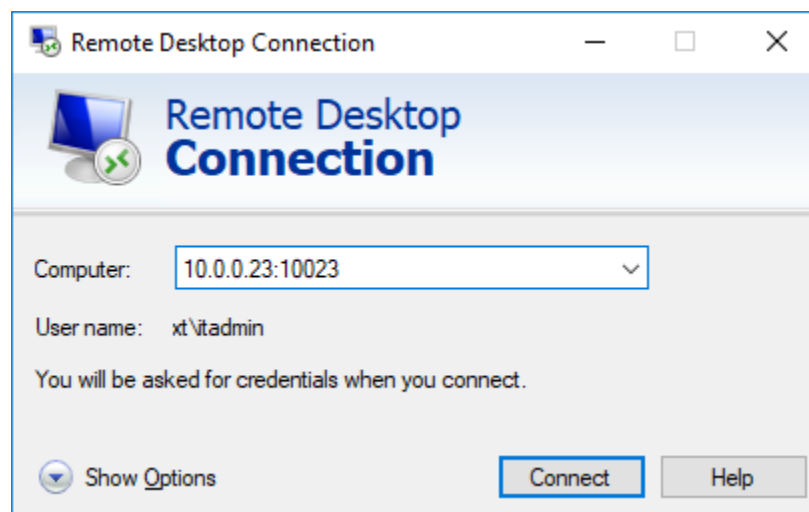 Remote Desktop Connection
Remote Desktop
Connection
Computer: 10.0.0.23:10023
User name: xt\itadmin
You will be asked for credentials when you connect.
Show Options Connect Help